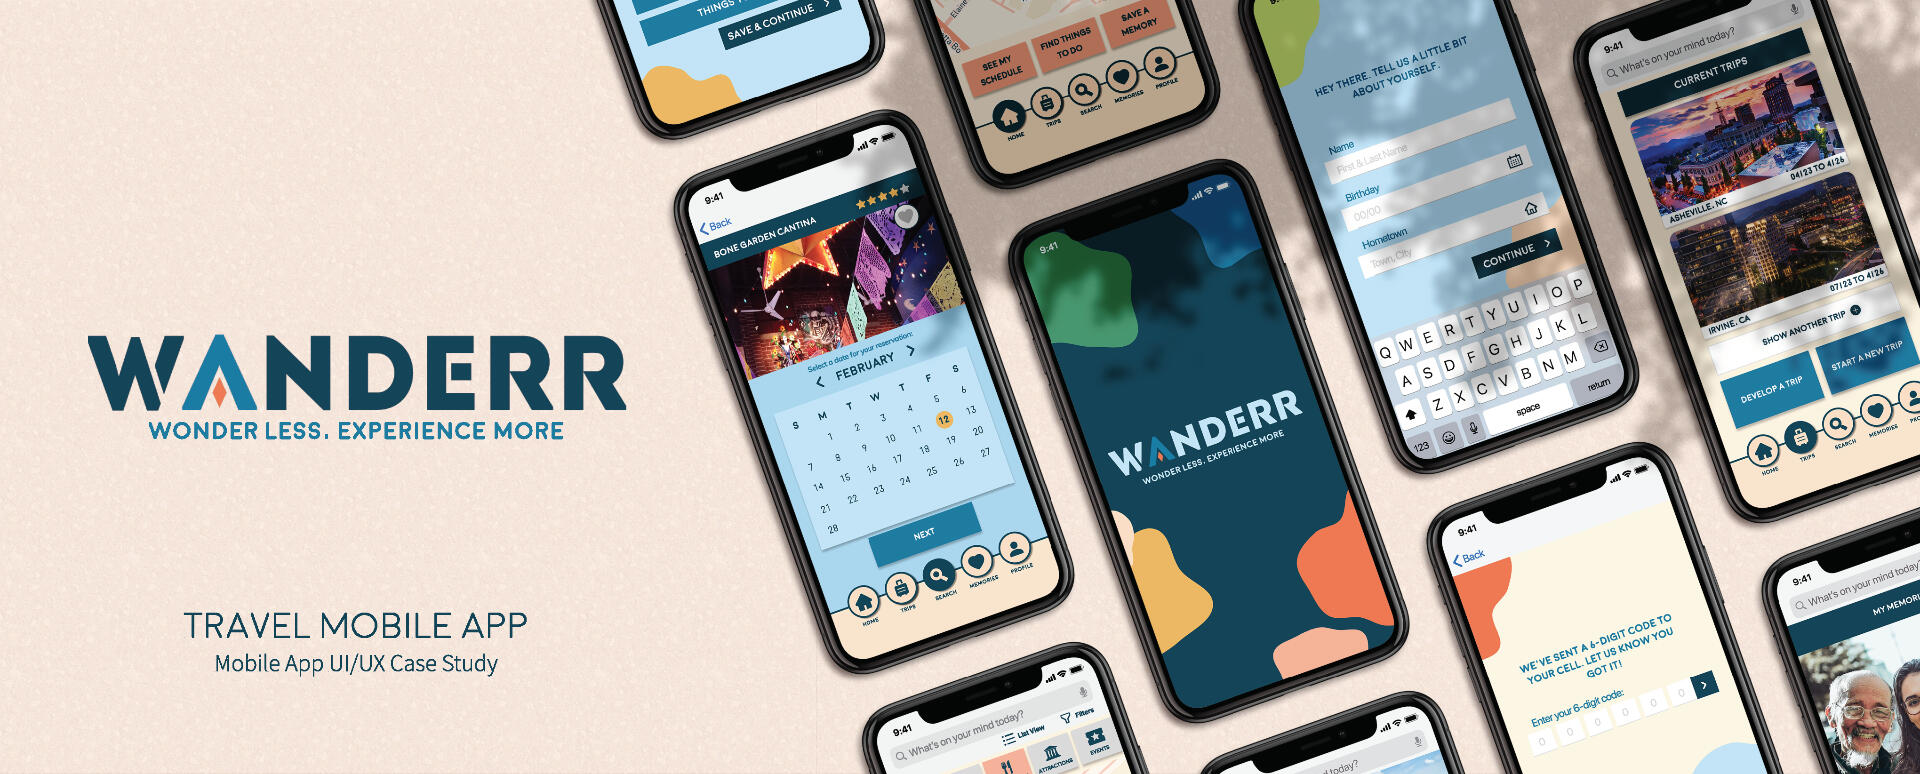 WANDERR
WONDER LESS. EXPERIENCE MORE
TRAVEL MOBILE APP
Mobile App UI/UX Case Study
THINGS
SAVE & CONTINUE
9:41
Back
BONE GARDEN CANTINA
Select a date for your reservation:
FEBRUARY
S M T W T F S
1 2 3 4 5 6
7 8 9 10 11 12 13
14 15 16 17 18 19 20
21 22 23 24 25 26 27
28
NEXT
HOME TRIPS SEARCH MEMORIES PROFILE
Elaine
SEE MY SCHEDULE
FIND THINGS TO DO
SAVE A MEMORY
HOME TRIPS SEARCH MEMORIES PROFILE
9:41
WANDERR
WONDER LESS. EXPERIENCE MORE
HEY THERE. TELL US A LITTLE BIT
ABOUT YOURSELF.
Name
First & Last Name
Birthday
00/00
Hometown
Town, City
CONTINUE
Q W E R T Y U I O P
A S D F G H J K L
Z X C V B N M
123 space return
9:41
What's on your mind today?
CURRENT TRIPS
04/23 TO 4/26
ASHEVILLE, NC
07/23 TO 4/26
IRVINE, CA
SHOW ANOTHER TRIP
DEVELOP A TRIP
START A NEW TRIP
HOME TRIPS SEARCH MEMORIES
9:41
What's on your mind today?
List View
Filters
ATTRACTIONS
EVENTS
today?
9:41
Back
WE'VE SENT A 6-DIGIT CODE TO
YOUR CELL. LET US KNOW YOU
GOT IT!
Enter your 6-digit code:
0 0 0 0 0 0
9:41
What's on your mind today?
MY